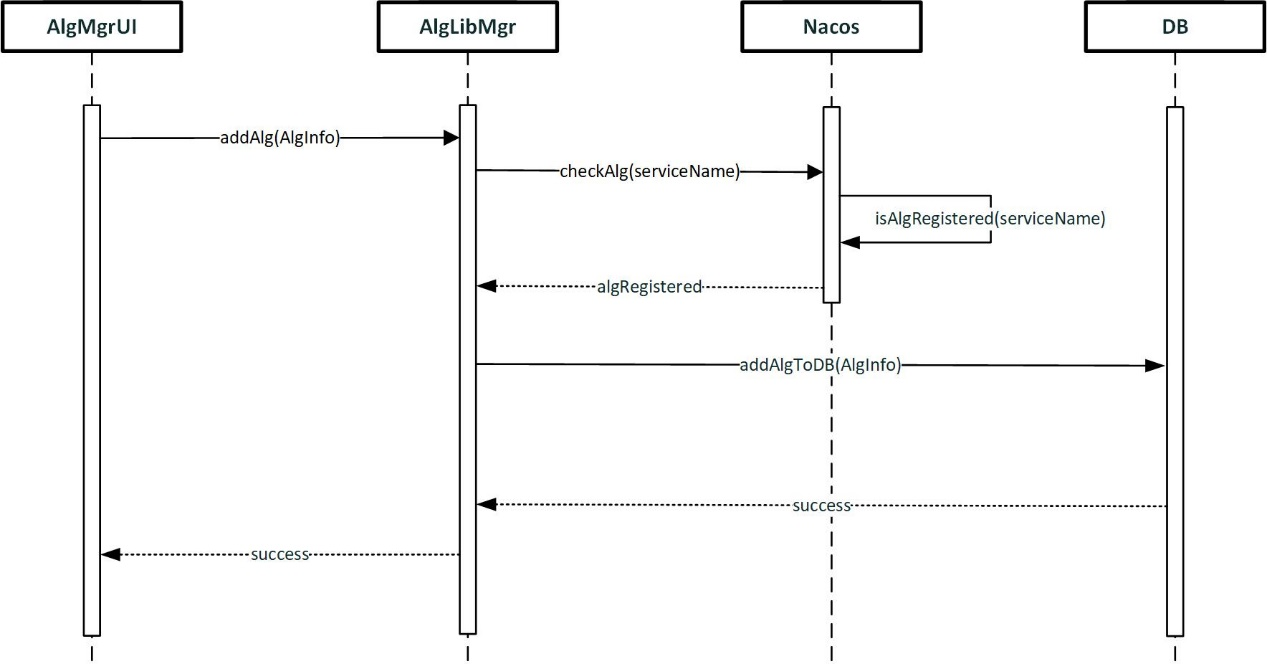 AlgMgrUI
AlgLibMgr
Nacos
DB
addAlg(AlgInfo)
checkAlg(serviceName)
isAlgRegistered(serviceName)
algRegistered
addAlgToDB(AlgInfo)
success
success